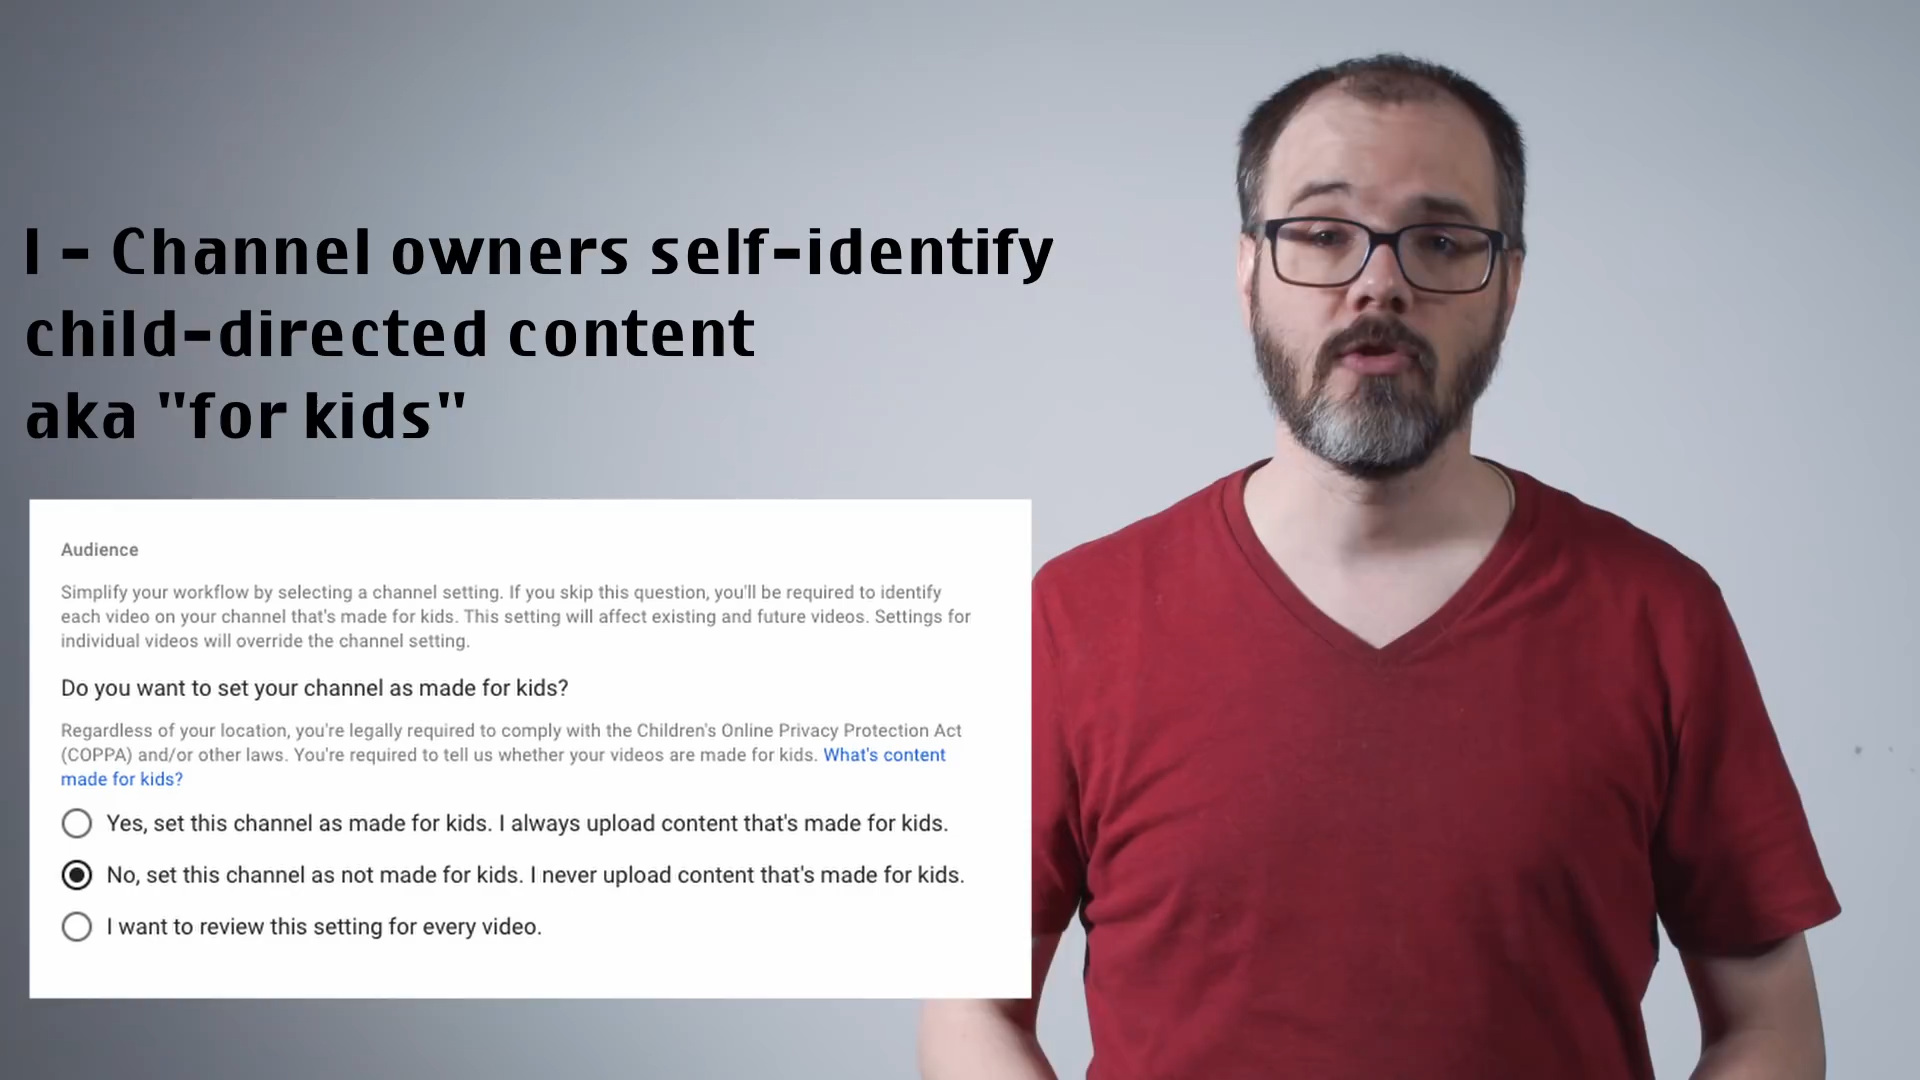 1 - Channel owners self-identify
child-directed content
aka "for kids"
Audience
Simplify your workflow by selecting a channel setting. If you skip this question, you'll be required to identify
each video on your channel that's made for kids. This setting will affect existing and future videos. Settings for
individual videos will override the channel setting.
Do you want to set your channel as made for kids?
Regardless of your location, you're legally required to comply with the Children's Online Privacy Protection Act
(COPPA) and/or other laws. You're required to tell us whether your videos are made for kids. What's content
made for kids?
Yes, set this channel as made for kids. I always upload content that's made for kids.
No, set this channel as not made for kids. I never upload content that's made for kids.
I want to review this setting for every video.